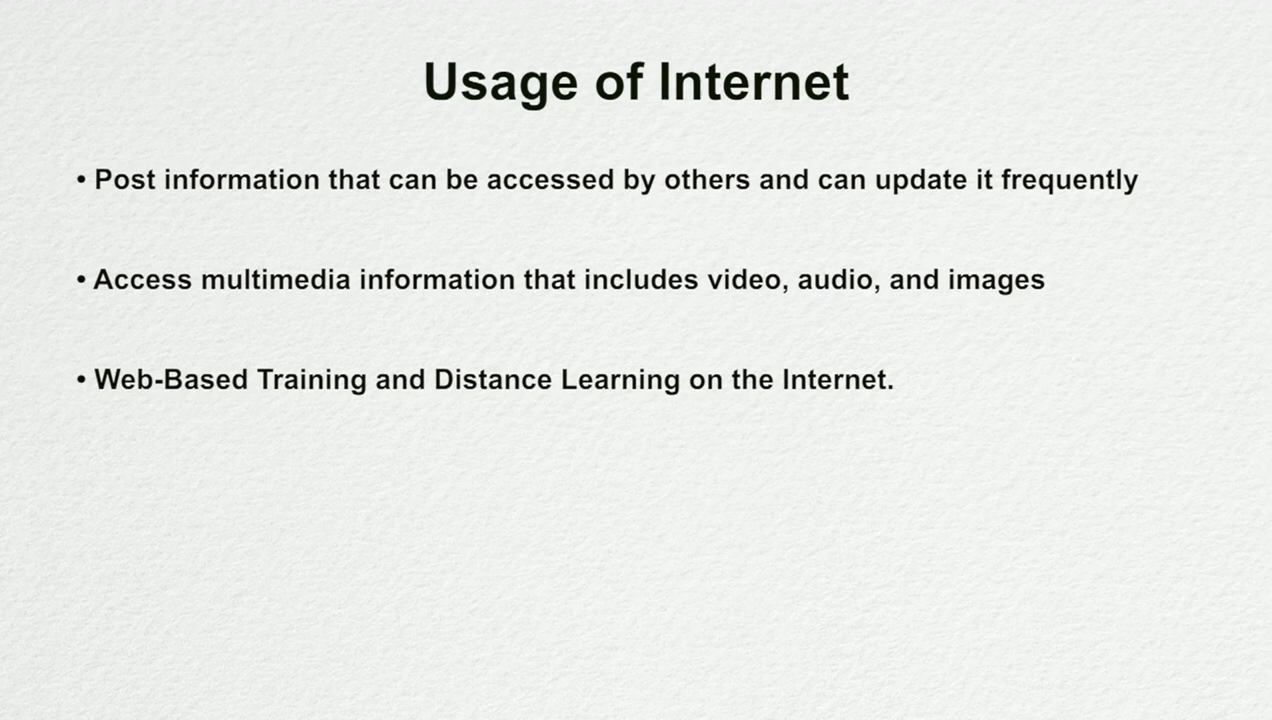 Usage of Internet
• Post information that can be accessed by others and can update it frequently
• Access multimedia information that includes video, audio, and images
• Web-Based Training and Distance Learning on the Internet.